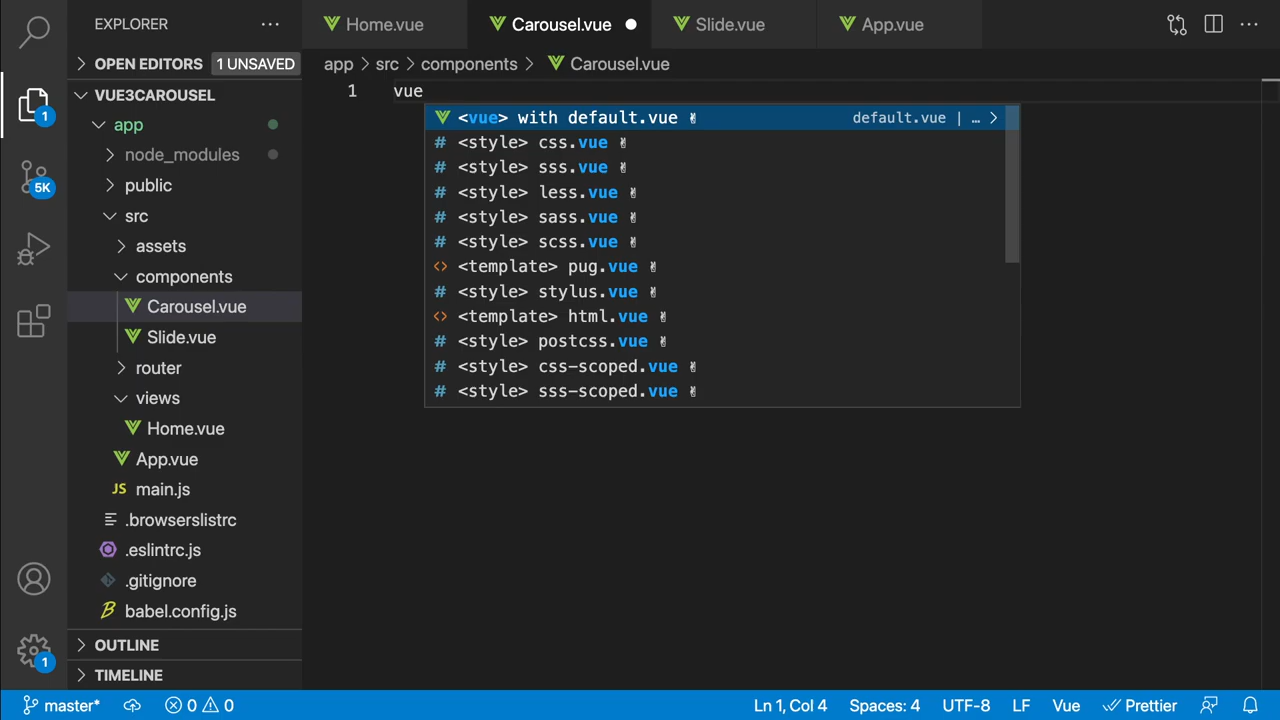 EXPLORER
Home.vue
Carousel.vue
Slide.vue
App.vue
OPEN EDITORS 1 UNSAVED
app src components Carousel.vue
VUE3CAROUSEL
1 vue
app
node_modules
public
src
assets
components
Carousel.vue
Slide.vue
router
views
Home.vue
App.vue
JS main.js
.browserslistrc
.eslintrc.js
.gitignore
babel.config.js
OUTLINE
TIMELINE
1
5K
1
<vue> with default.vue ✌ default.vue | …
# <style> css.vue ✌
# <style> sss.vue ✌
# <style> less.vue ✌
# <style> sass.vue ✌
# <style> scss.vue ✌
<> <template> pug.vue ✌
# <style> stylus.vue ✌
<> <template> html.vue ✌
# <style> postcss.vue ✌
# <style> css-scoped.vue ✌
# <style> sss-scoped.vue ✌
master* 0 0 Ln 1, Col 4 Spaces: 4 UTF-8 LF Vue Prettier